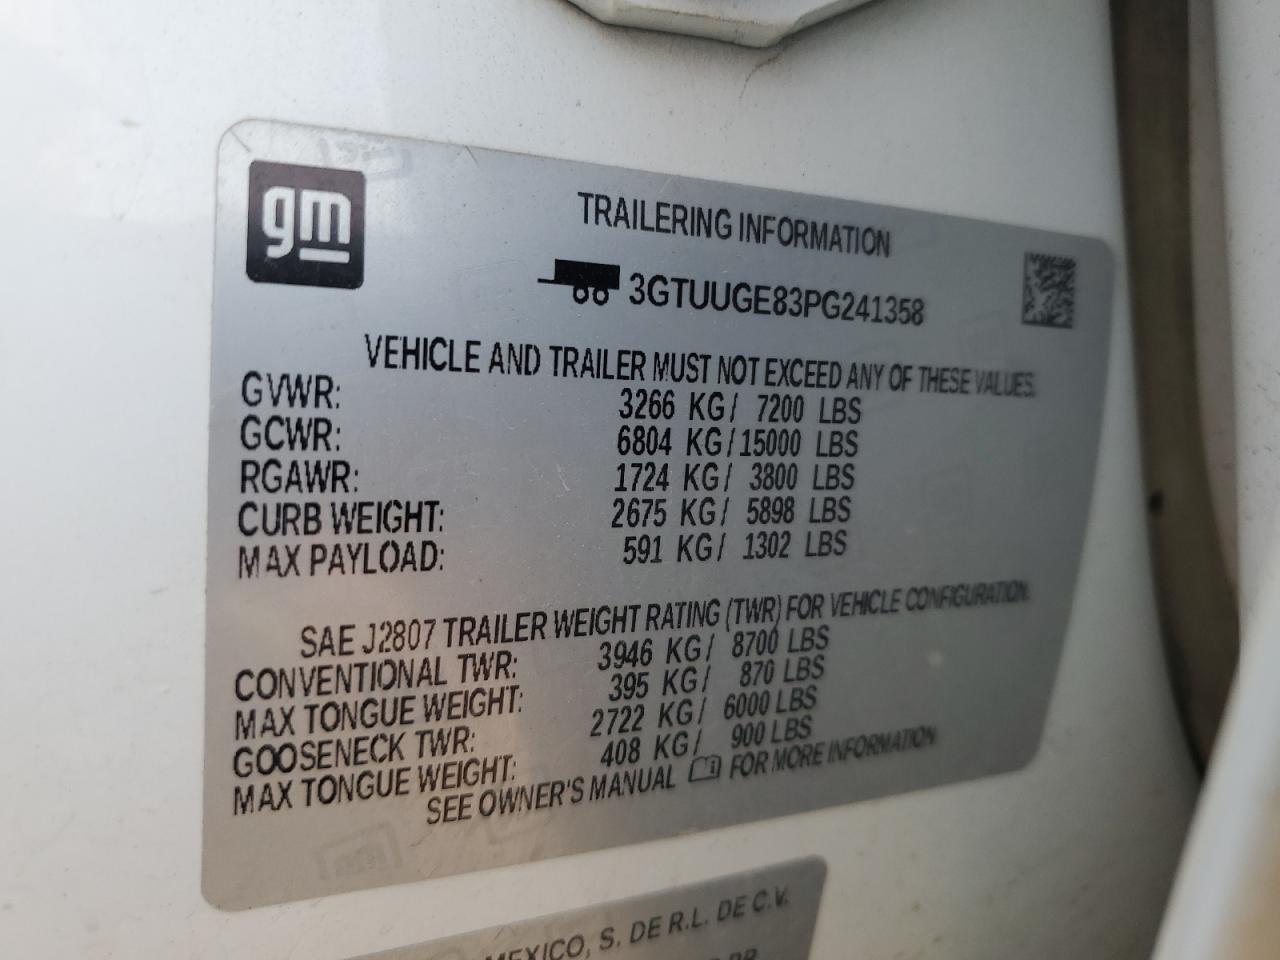 gm
TRAILERING INFORMATION
3GTUUGE83PG241358
VEHICLE AND TRAILER MUST NOT EXCEED ANY OF THESE VALUES.
GVWR: 3266 KG/ 7200 LBS
GCWR: 6804 KG/15000 LBS
RGAWR: 1724 KG/ 3800 LBS
CURB WEIGHT: 2675 KG/ 5898 LBS
MAX PAYLOAD: 591 KG/ 1302 LBS
SAE J2807 TRAILER WEIGHT RATING (TWR) FOR VEHICLE CONFIGURATION.
CONVENTIONAL TWR: 3946 KG/ 8700 LBS
MAX TONGUE WEIGHT: 395 KG/ 870 LBS
GOOSENECK TWR: 2722 KG/ 6000 LBS
MAX TONGUE WEIGHT: 408 KG/ 900 LBS
SEE OWNER'S MANUAL FOR MORE INFORMATION
MEXICO, S. DE R.L. DE C.V.